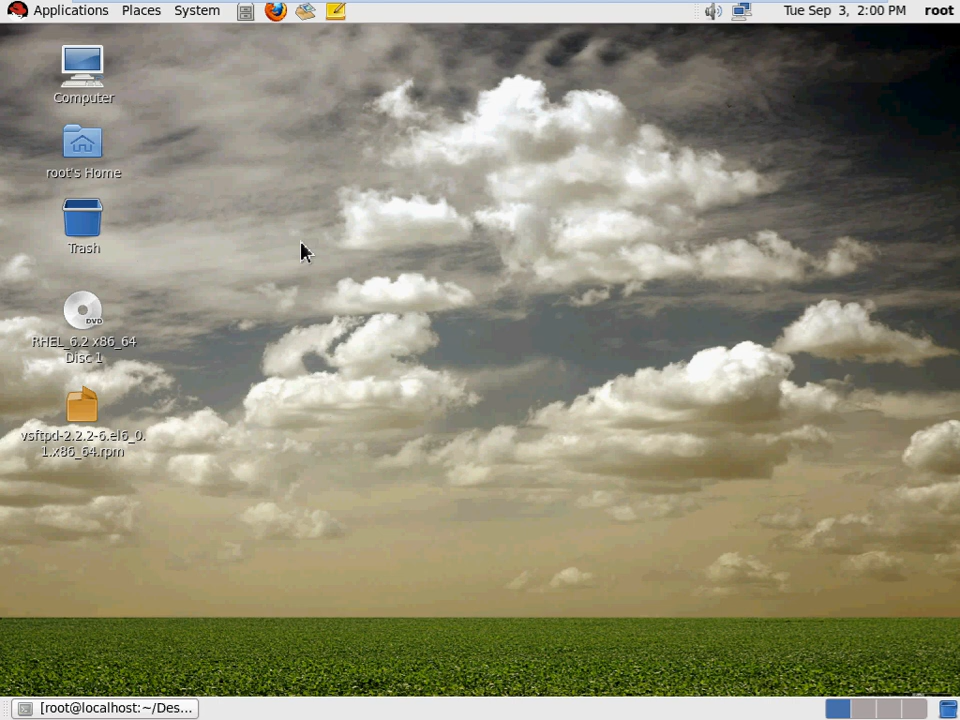 Applications Places System
Tue Sep 3, 2:00 PM root
Computer
root's Home
Trash
DVD
RHEL_6.2 x86_64
Disc 1
vsftpd-2.2.2-6.el6_0.
1.x86_64.rpm
[root@localhost:~/Des...